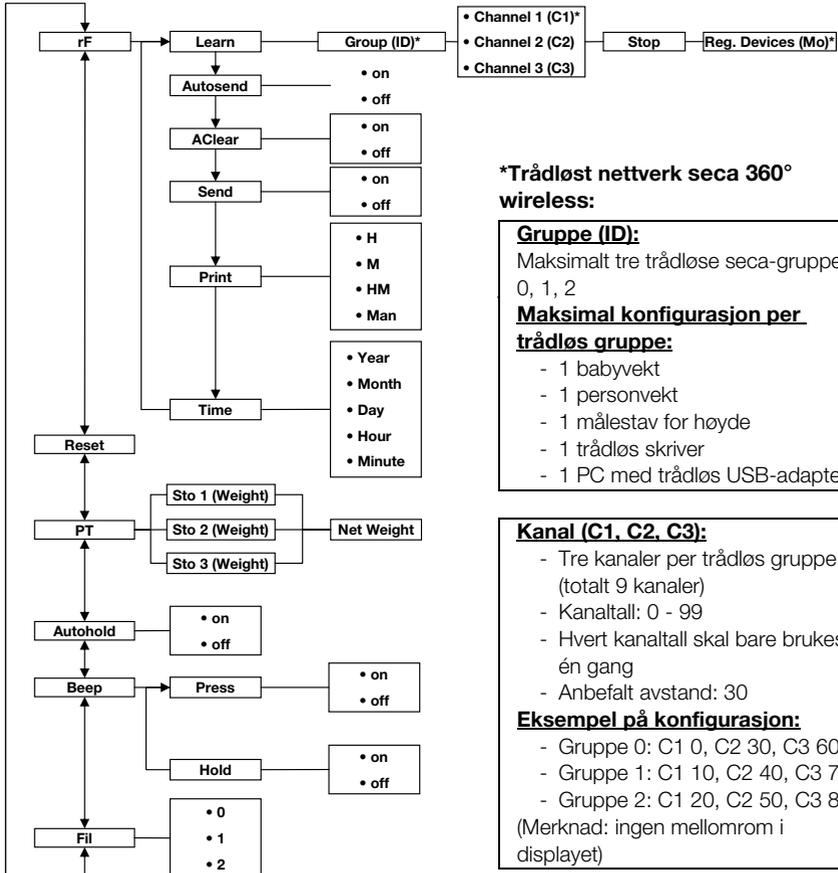 rF
Learn
Group (ID)*
• Channel 1 (C1)*
• Channel 2 (C2)
• Channel 3 (C3)
Stop
Reg. Devices (Mo)*
Autosend
• on
• off
AClear
• on
• off
Send
• on
• off
Print
• H
• M
• HM
• Man
Time
• Year
• Month
• Day
• Hour
• Minute
Reset
PT
Sto 1 (Weight)
Sto 2 (Weight)
Sto 3 (Weight)
Net Weight
Autohold
• on
• off
Beep
Press
• on
• off
Hold
• on
• off
Fil
• 0
• 1
• 2
*Trådløst nettverk seca 360°
wireless:
Gruppe (ID):
Maksimalt tre trådløse seca-gruppe
0, 1, 2
Maksimal konfigurasjon per
trådløs gruppe:
- 1 babyvekt
- 1 personvekt
- 1 målestav for høyde
- 1 trådløs skriver
- 1 PC med trådløs USB-adapte
Kanal (C1, C2, C3):
- Tre kanaler per trådløs gruppe
(totalt 9 kanaler)
- Kanaltall: 0 - 99
- Hvert kanaltall skal bare brukes
én gang
- Anbefalt avstand: 30
Eksempel på konfigurasjon:
- Gruppe 0: C1 0, C2 30, C3 60
- Gruppe 1: C1 10, C2 40, C3 7
- Gruppe 2: C1 20, C2 50, C3 8
(Merknad: ingen mellomrom i
displayet)